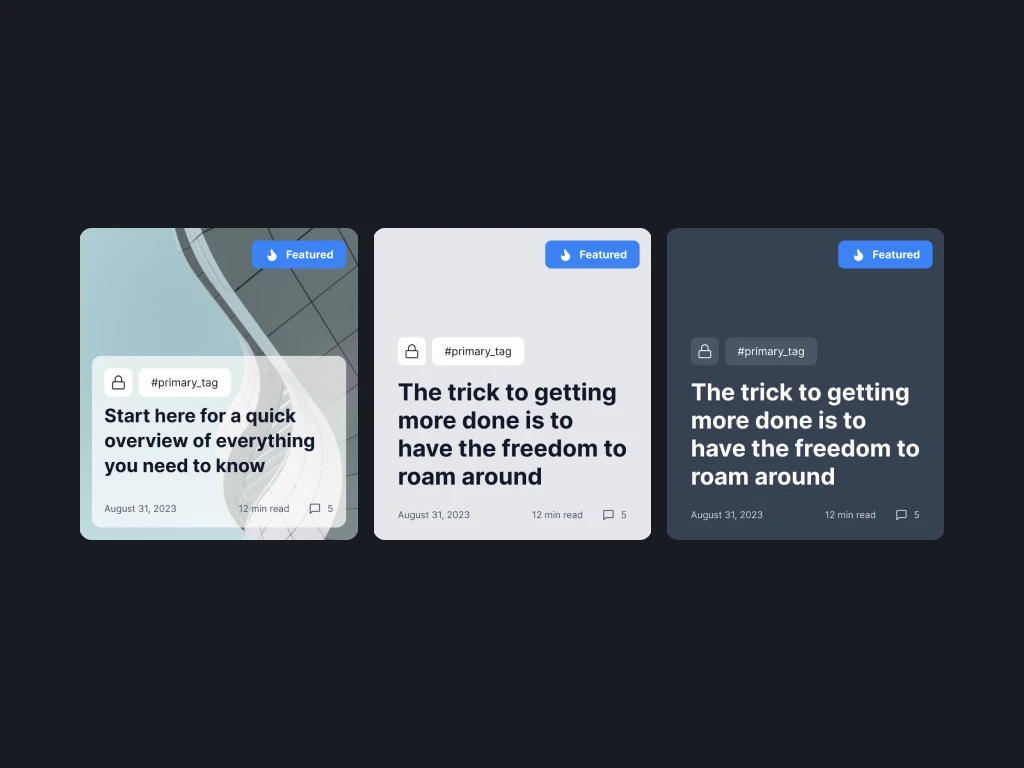 Featured
#primary_tag
Start here for a quick
overview of everything
you need to know
August 31, 2023 12 min read 5
Featured
#primary_tag
The trick to getting
more done is to
have the freedom to
roam around
August 31, 2023 12 min read 5
Featured
#primary_tag
The trick to getting
more done is to
have the freedom to
roam around
August 31, 2023 12 min read 5